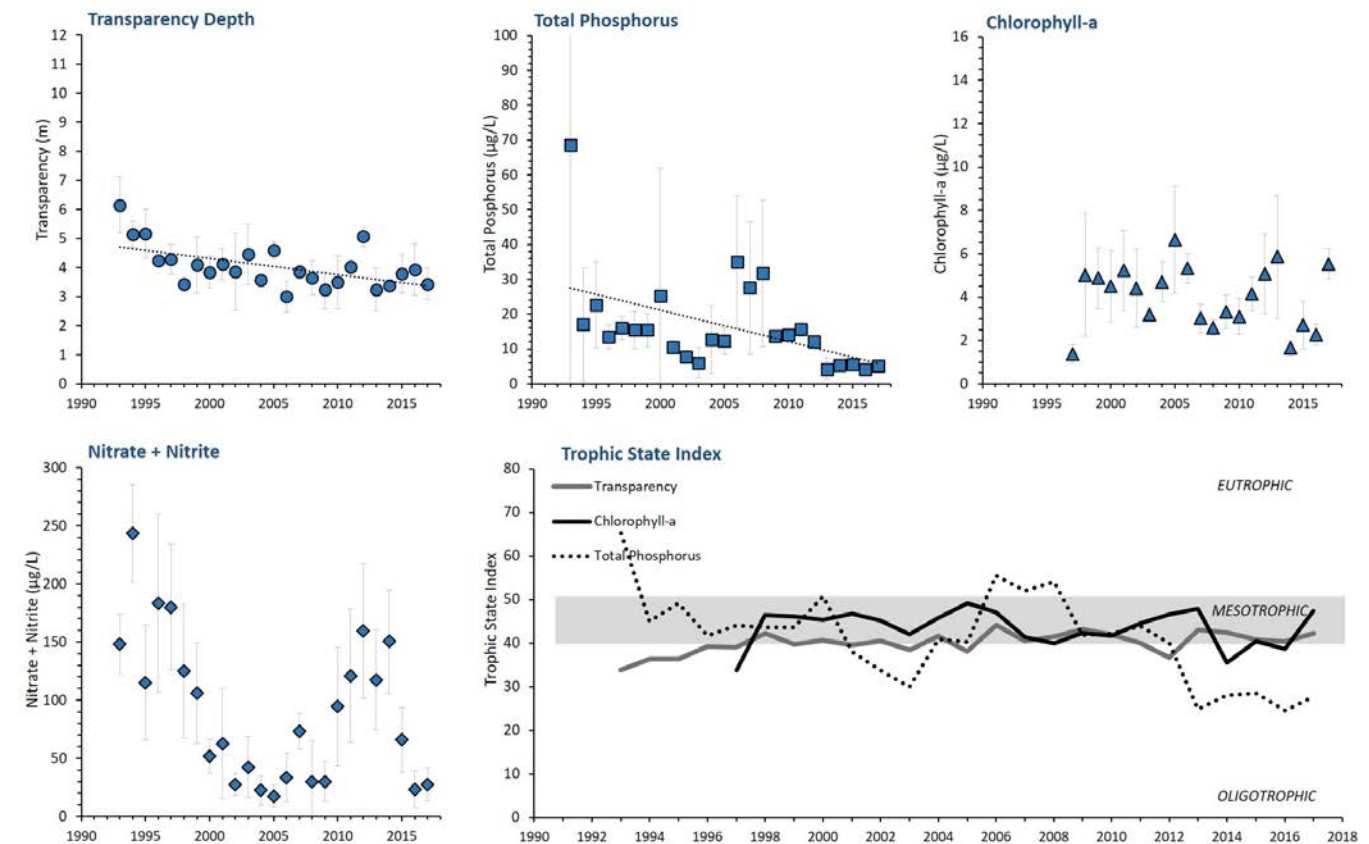 Transparency Depth
12
11
10
9
8
7
6
5
4
3
2
1
0
Transparency (m)
1990 1995 2000 2005 2010 2015
Total Phosphorus
100
90
80
70
60
50
40
30
20
10
0
Total Posphorus (µg/L)
1990 1995 2000 2005 2010 2015
Chlorophyll-a
16
14
12
10
8
6
4
2
0
Chlorophyll-a (µg/L)
1990 1995 2000 2005 2010 2015
Nitrate + Nitrite
300
250
200
150
100
50
0
Nitrate + Nitrite (µg/L)
1990 1995 2000 2005 2010 2015
Trophic State Index
80
70
60
50
40
30
20
10
0
Trophic State Index
Transparency
Chlorophyll-a
Total Phosphorus
EUTROPHIC
MESOTROPHIC
OLIGOTROPHIC
1990 1992 1994 1996 1998 2000 2002 2004 2006 2008 2010 2012 2014 2016 2018